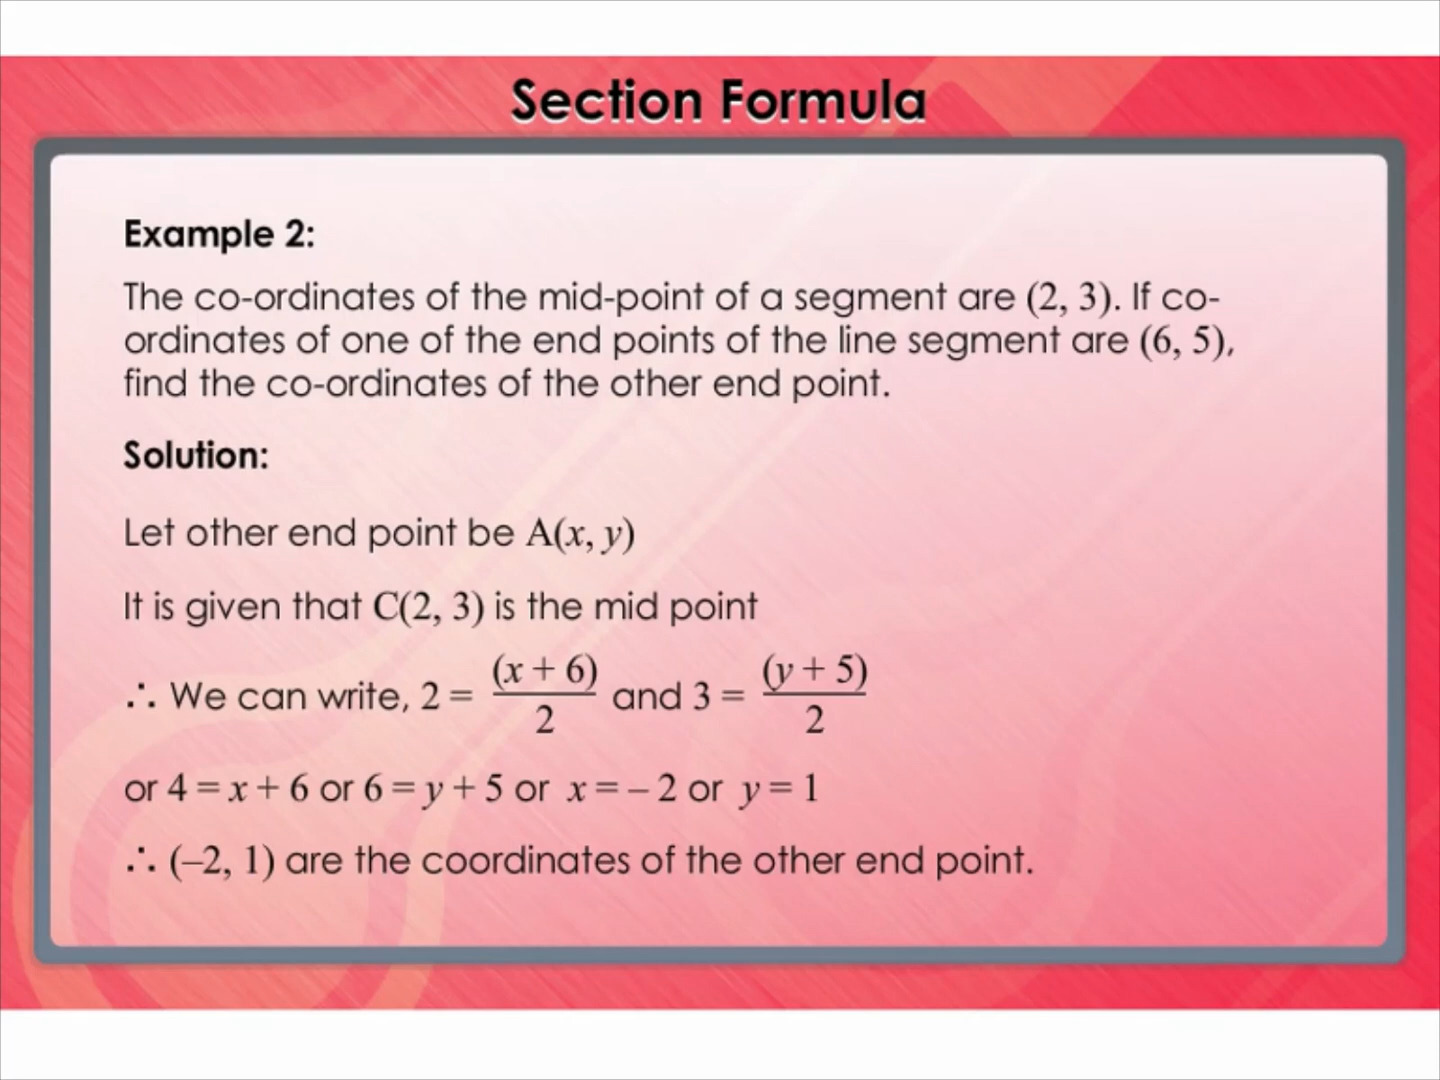 Section Formula
Example 2:
The co-ordinates of the mid-point of a segment are (2, 3). If co-
ordinates of one of the end points of the line segment are (6, 5),
find the co-ordinates of the other end point.
Solution:
Let other end point be A(x, y)
It is given that C(2, 3) is the mid point
∴ We can write, 2 = (x + 6)/2 and 3 = (y + 5)/2
or 4 = x + 6 or 6 = y + 5 or x = – 2 or y = 1
∴ (–2, 1) are the coordinates of the other end point.